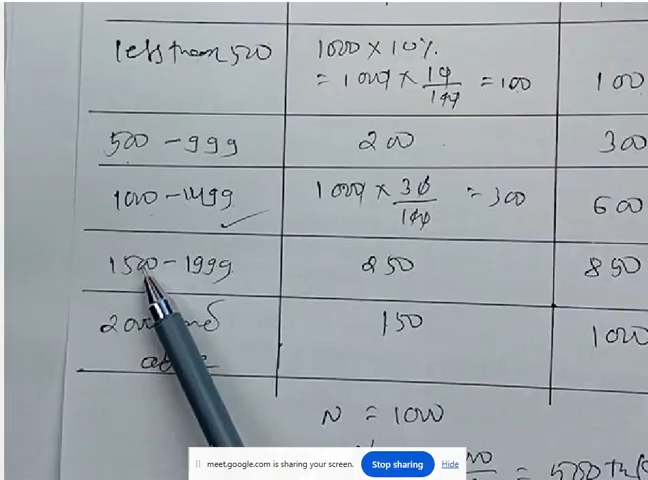 less than 500
1000 × 10%
= 1000 × 10/100 = 100
100
500 - 999
200
300
1000 - 1499
1000 × 30/100 = 300
600
1500 - 1999
250
850
2000 and
150
1000
above
N = 1000
= 500th
meet.google.com is sharing your screen. Stop sharing Hide